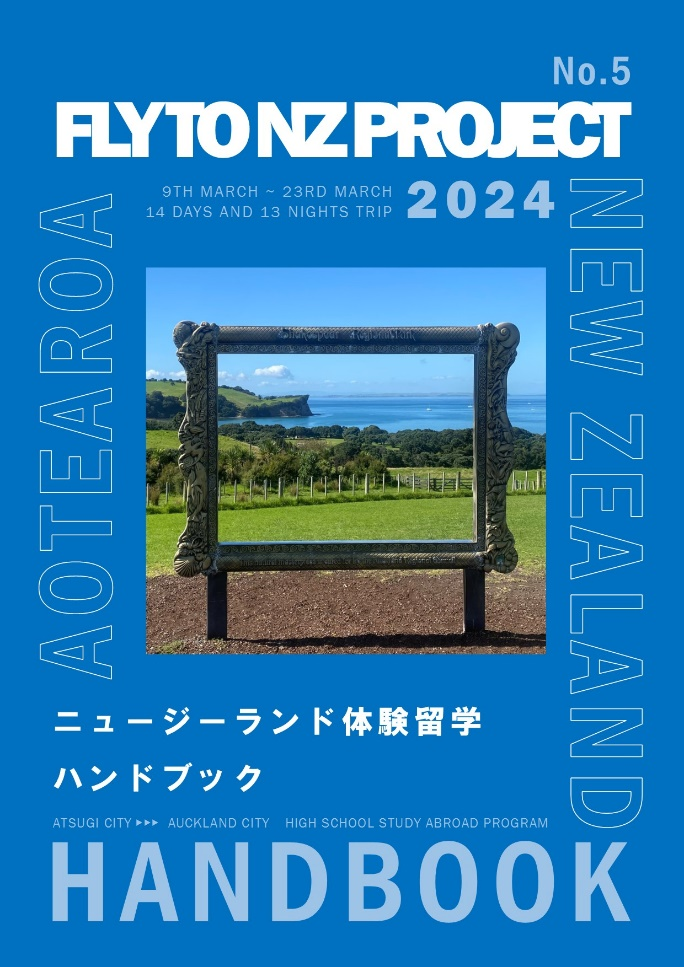 No.5
FLY TO NZ PROJECT
9TH MARCH ~ 23RD MARCH
14 DAYS AND 13 NIGHTS TRIP
2024
AOTEAROA
NEW ZEALAND
Shakespear Regional Park
ニュージーランド体験留学
ハンドブック
ATSUGI CITY ▸▸▸ AUCKLAND CITY HIGH SCHOOL STUDY ABROAD PROGRAM
HANDBOOK